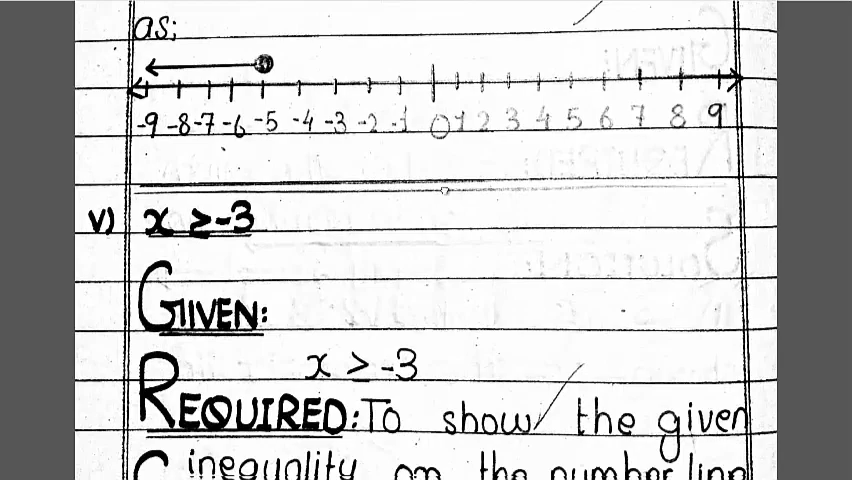 as;
-9 -8 -7 -6 -5 -4 -3 -2 -1 0 1 2 3 4 5 6 7 8 9
v) x ≥ -3
GIVEN:
x ≥ -3
REQUIRED: To show the given
inequality on the number line